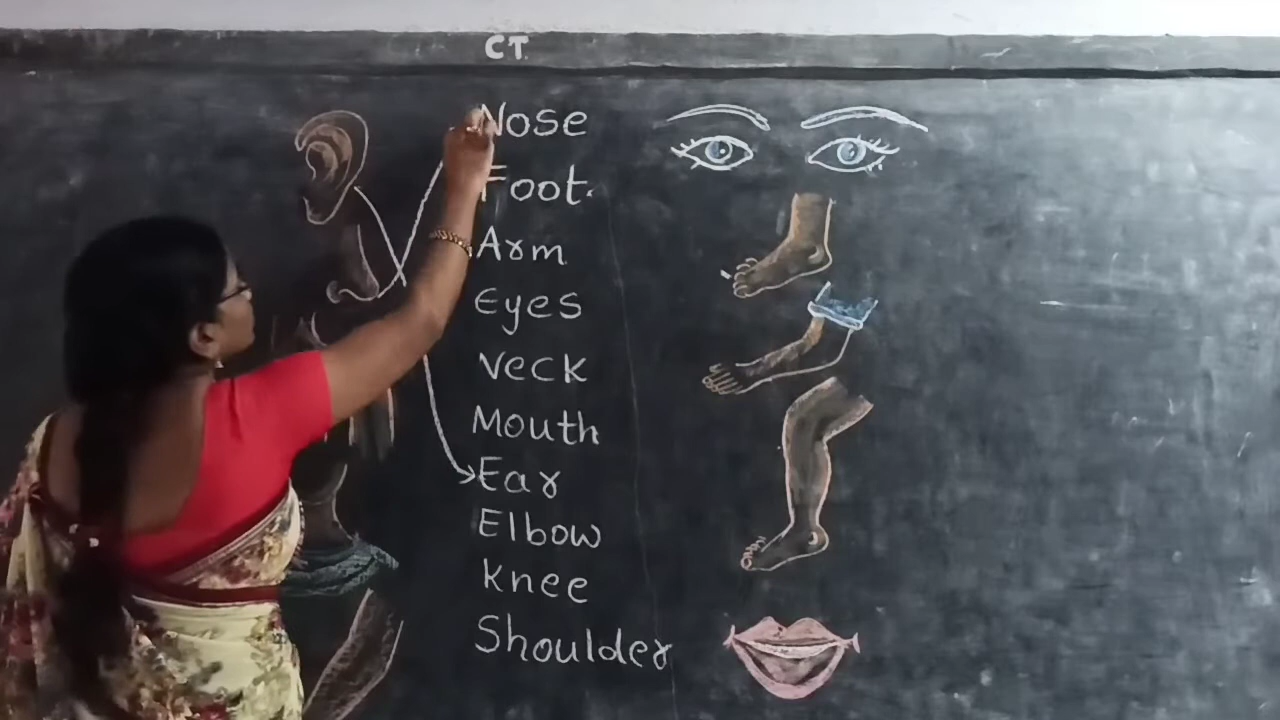 CT.
Nose
Foot.
Arm
Eyes
Neck
Mouth
Ear
Elbow
Knee
Shoulder